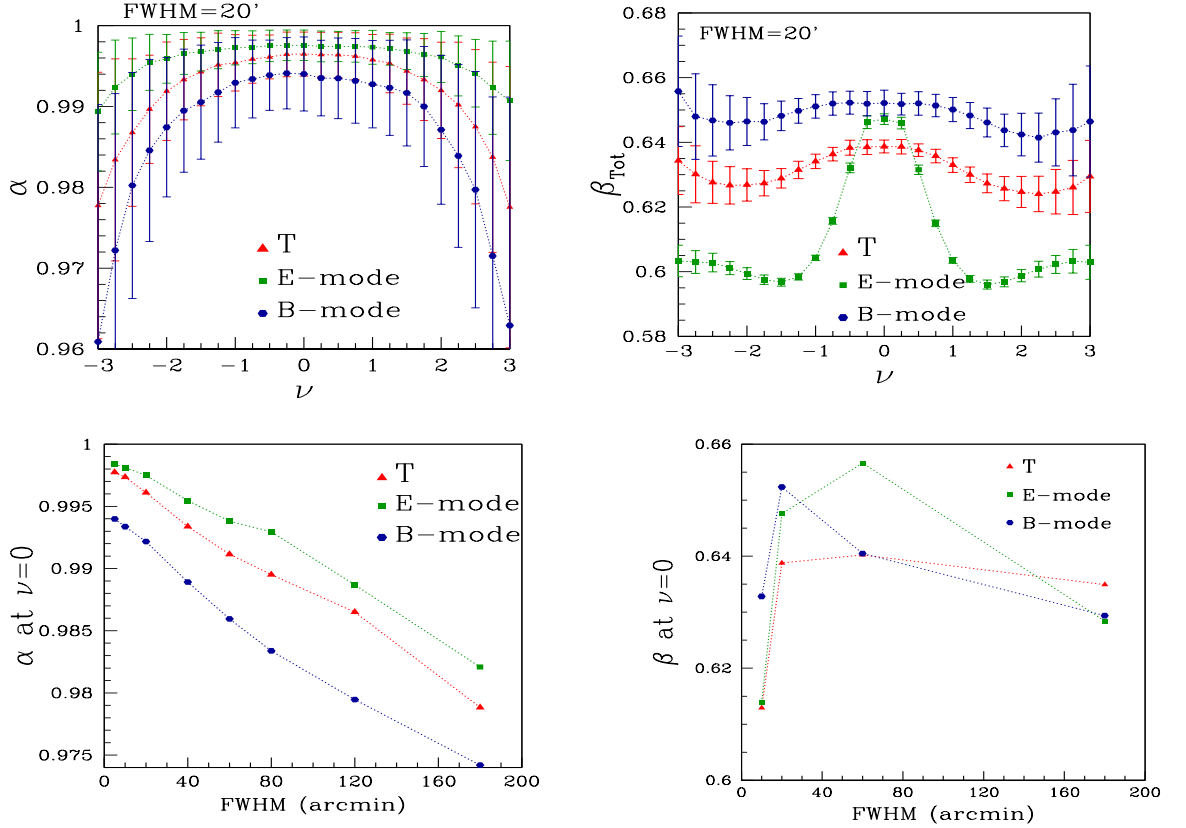 FWHM=20'
1
0.99
0.98
0.97
0.96
α
T
E-mode
B-mode
-3
-2
-1
0
1
2
3
ν
0.68
FWHM=20'
0.66
0.64
0.62
0.6
0.58
βTot
T
E-mode
B-mode
-3
-2
-1
0
1
2
3
ν
1
0.995
0.99
0.985
0.98
0.975
α at ν=0
T
E-mode
B-mode
0
40
80
120
160
200
FWHM (arcmin)
0.66
0.64
0.62
0.6
β at ν=0
T
E-mode
B-mode
0
40
80
120
160
200
FWHM (arcmin)